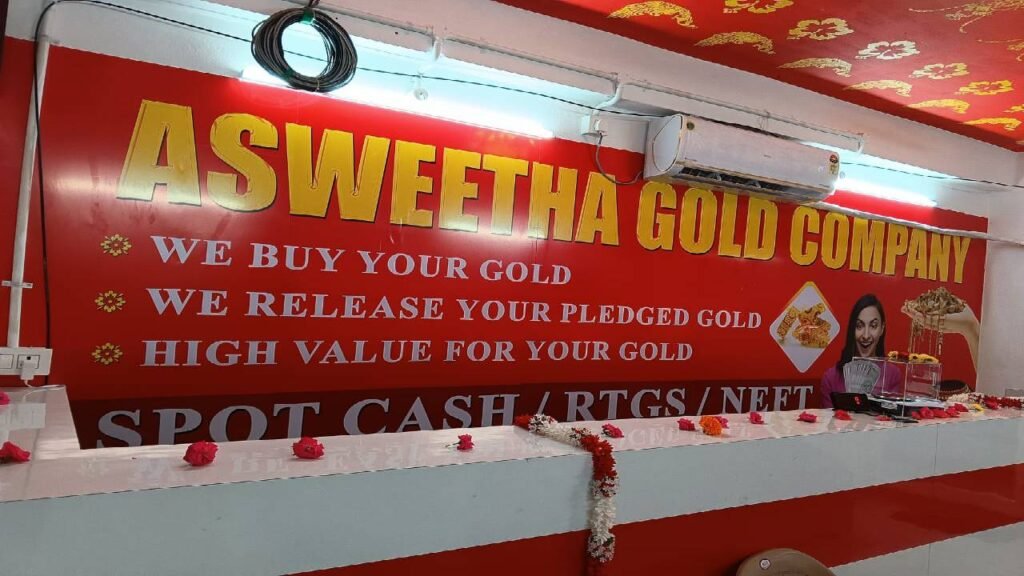 ASWEETHA GOLD COMPANY
WE BUY YOUR GOLD
WE RELEASE YOUR PLEDGED GOLD
HIGH VALUE FOR YOUR GOLD
SPOT CASH / RTGS / NEFT